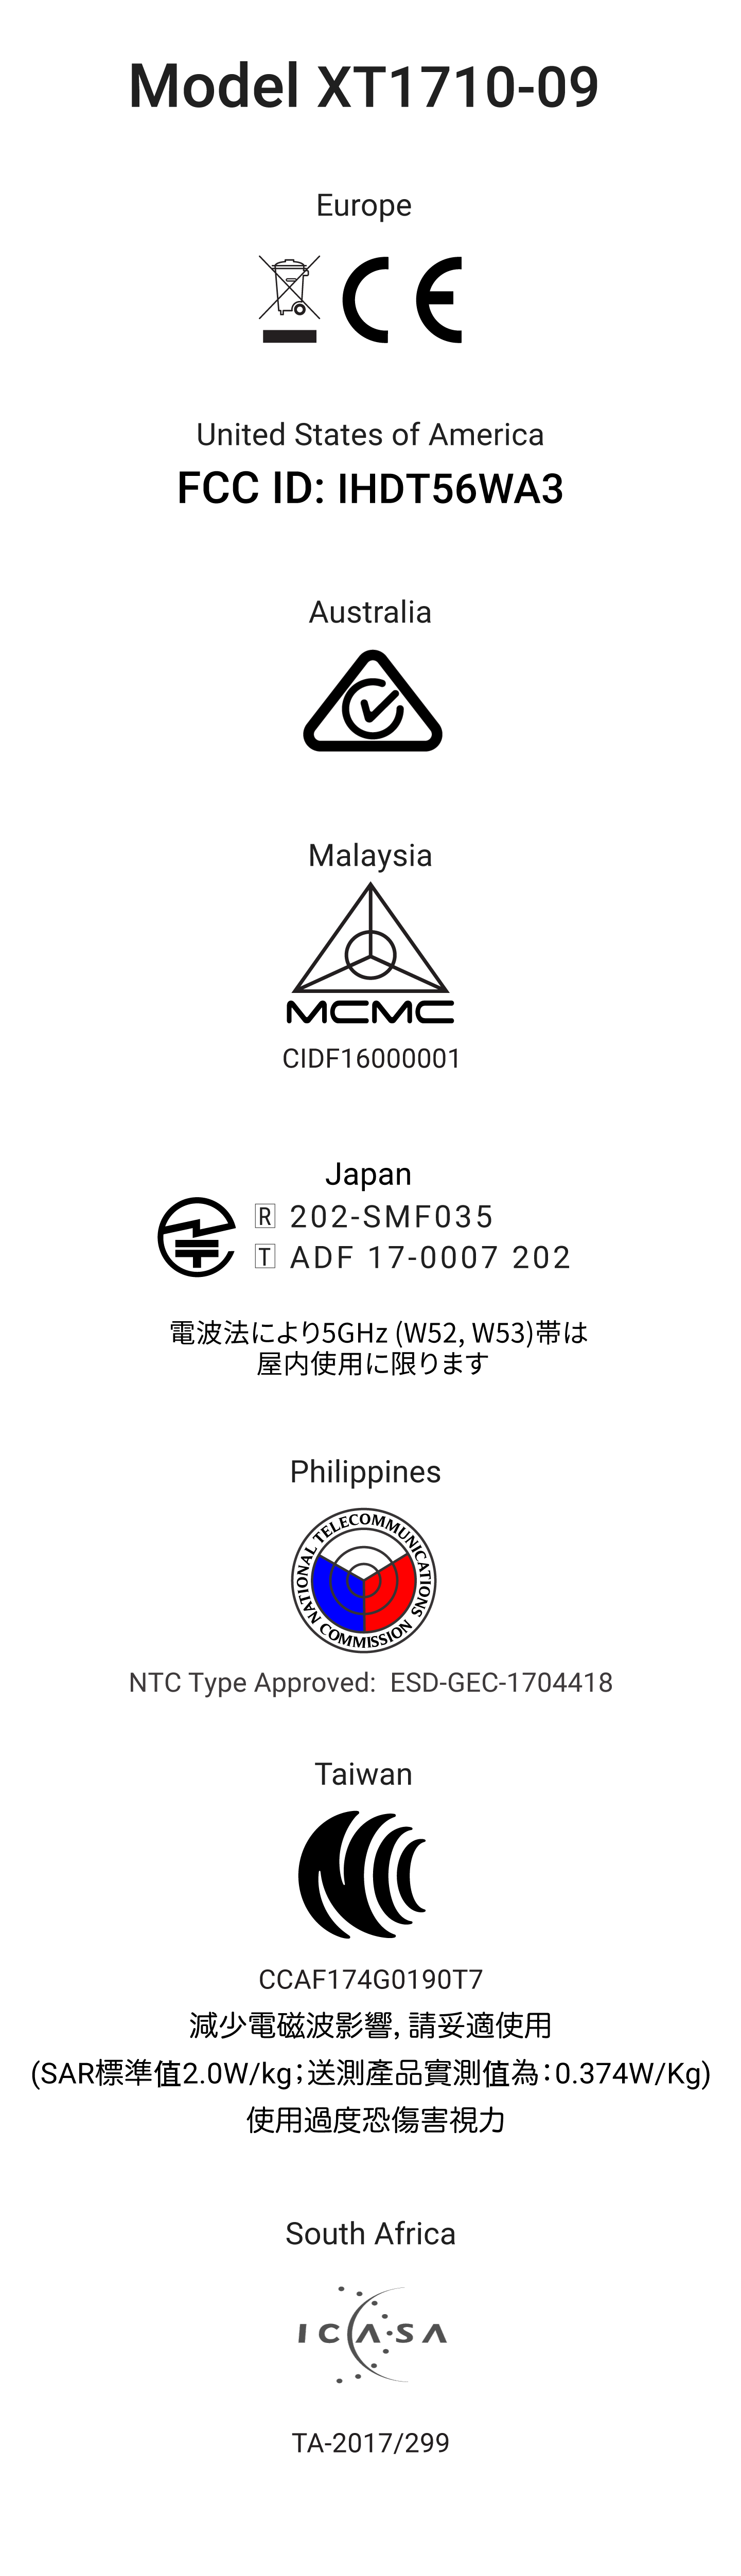 Model XT1710-09
Europe
CE
United States of America
FCC ID: IHDT56WA3
Australia
Malaysia
MCMC
CIDF16000001
Japan
R 202-SMF035
T ADF 17-0007 202
電波法により5GHz (W52, W53)帯は
屋内使用に限ります
Philippines
NATIONAL TELECOMMUNICATIONS COMMISSION
NTC Type Approved: ESD-GEC-1704418
Taiwan
CCAF174G0190T7
減少電磁波影響, 請妥適使用
(SAR標準值2.0W/kg；送測產品實測值為：0.374W/Kg)
使用過度恐傷害視力
South Africa
ICASA
TA-2017/299